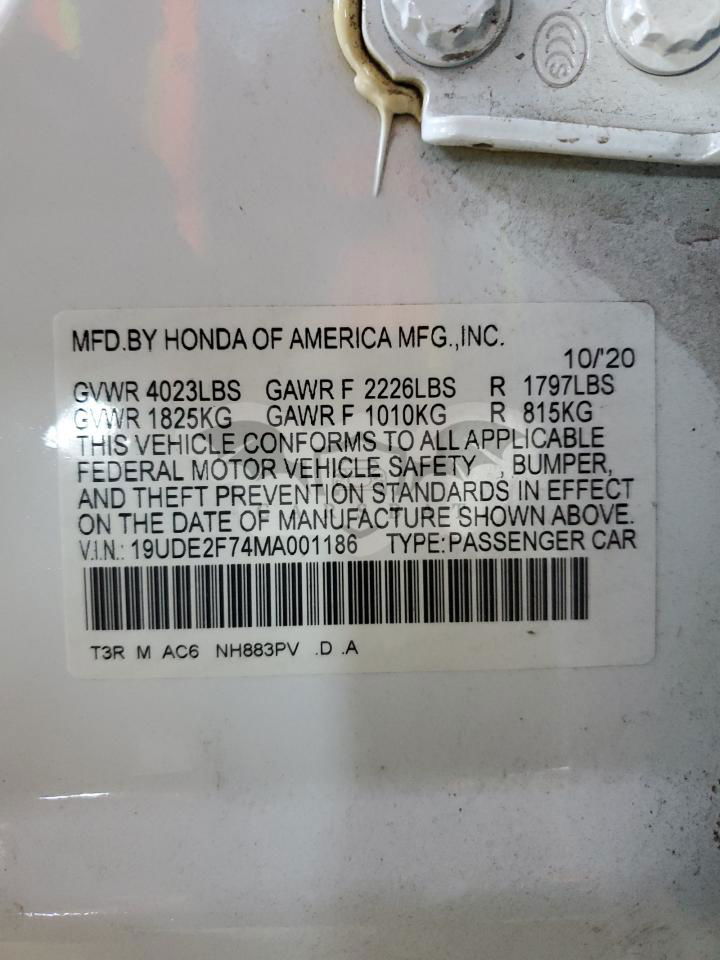 CCS
MFD.BY HONDA OF AMERICA MFG.,INC.
10/'20
GVWR 4023LBS GAWR F 2226LBS R 1797LBS
GVWR 1825KG GAWR F 1010KG R 815KG
THIS VEHICLE CONFORMS TO ALL APPLICABLE
FEDERAL MOTOR VEHICLE SAFETY , BUMPER,
AND THEFT PREVENTION STANDARDS IN EFFECT
ON THE DATE OF MANUFACTURE SHOWN ABOVE.
V.I.N.: 19UDE2F74MA001186 TYPE:PASSENGER CAR
T3R M AC6 NH883PV .D .A